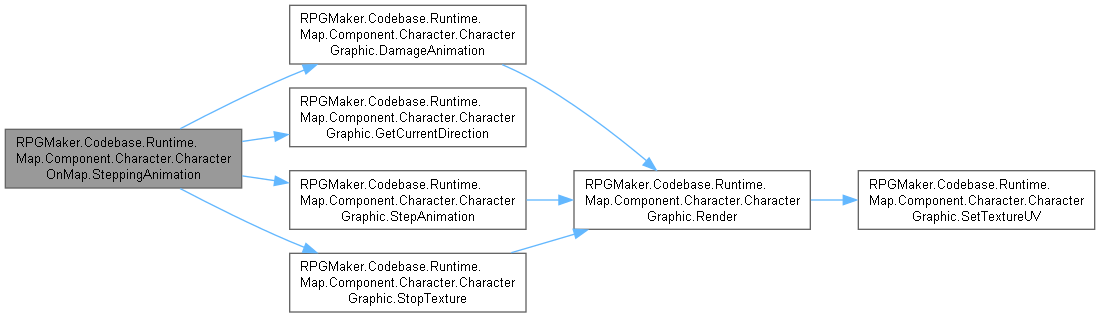 RPGMaker.Codebase.Runtime.
Map.Component.Character.Character
OnMap.SteppingAnimation
RPGMaker.Codebase.Runtime.
Map.Component.Character.Character
Graphic.DamageAnimation
RPGMaker.Codebase.Runtime.
Map.Component.Character.Character
Graphic.GetCurrentDirection
RPGMaker.Codebase.Runtime.
Map.Component.Character.Character
Graphic.StepAnimation
RPGMaker.Codebase.Runtime.
Map.Component.Character.Character
Graphic.StopTexture
RPGMaker.Codebase.Runtime.
Map.Component.Character.Character
Graphic.Render
RPGMaker.Codebase.Runtime.
Map.Component.Character.Character
Graphic.SetTextureUV